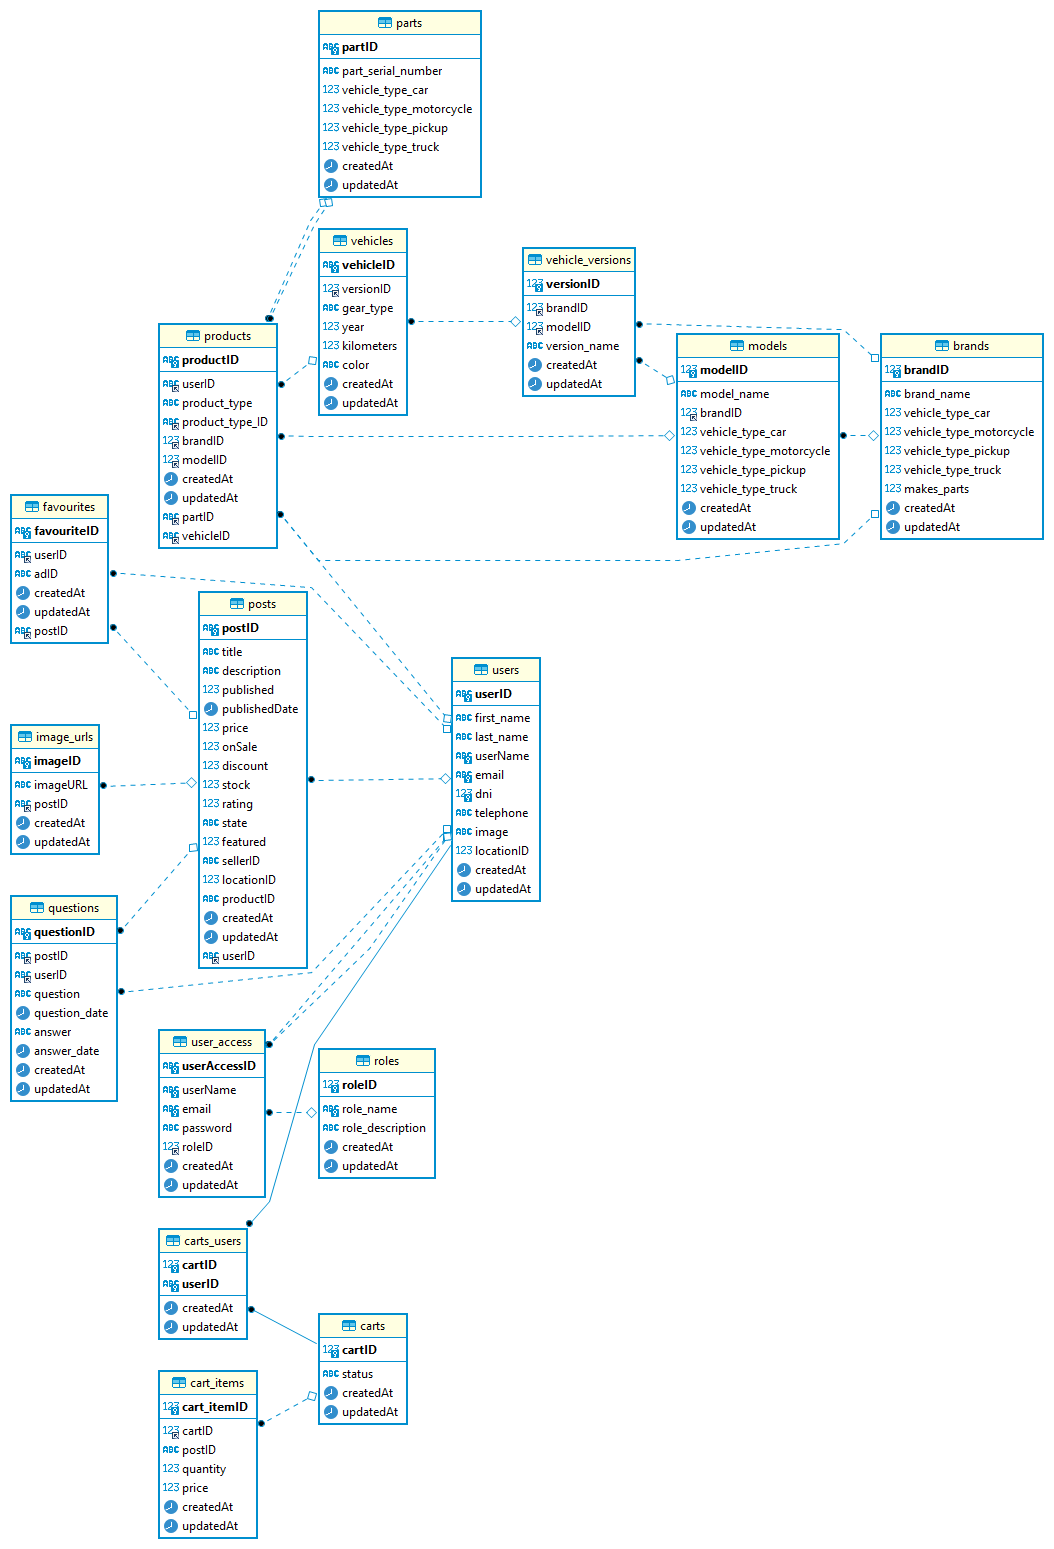 parts
partID
part_serial_number
vehicle_type_car
vehicle_type_motorcycle
vehicle_type_pickup
vehicle_type_truck
createdAt
updatedAt
vehicles
vehicleID
versionID
gear_type
year
kilometers
color
createdAt
updatedAt
vehicle_versions
versionID
brandID
modelID
version_name
createdAt
updatedAt
products
productID
userID
product_type
product_type_ID
brandID
modelID
createdAt
updatedAt
partID
vehicleID
models
modelID
model_name
brandID
vehicle_type_car
vehicle_type_motorcycle
vehicle_type_pickup
vehicle_type_truck
createdAt
updatedAt
brands
brandID
brand_name
vehicle_type_car
vehicle_type_motorcycle
vehicle_type_pickup
vehicle_type_truck
makes_parts
createdAt
updatedAt
favourites
favouriteID
userID
adID
createdAt
updatedAt
postID
posts
postID
title
description
published
publishedDate
price
onSale
discount
stock
rating
state
featured
sellerID
locationID
productID
createdAt
updatedAt
userID
users
userID
first_name
last_name
userName
email
dni
telephone
image
locationID
createdAt
updatedAt
image_urls
imageID
imageURL
postID
createdAt
updatedAt
questions
questionID
postID
userID
question
question_date
answer
answer_date
createdAt
updatedAt
user_access
userAccessID
userName
email
password
roleID
createdAt
updatedAt
roles
roleID
role_name
role_description
createdAt
updatedAt
carts_users
cartID
userID
createdAt
updatedAt
carts
cartID
status
createdAt
updatedAt
cart_items
cart_itemID
cartID
postID
quantity
price
createdAt
updatedAt